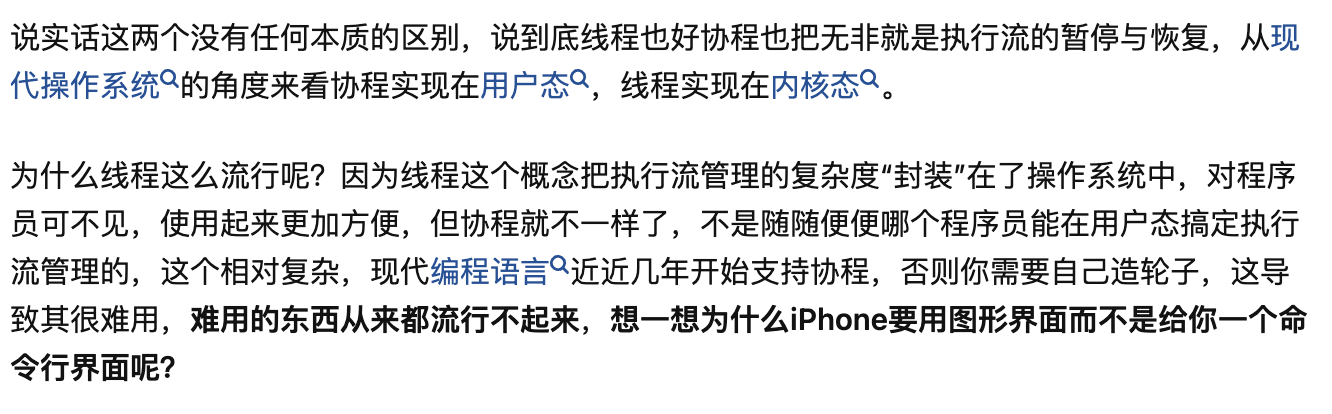 说实话这两个没有任何本质的区别，说到底线程也好协程也把无非就是执行流的暂停与恢复，从现
代操作系统的角度来看协程实现在用户态，线程实现在内核态。
为什么线程这么流行呢？因为线程这个概念把执行流管理的复杂度“封装”在了操作系统中，对程序
员可不见，使用起来更加方便，但协程就不一样了，不是随随便便哪个程序员能在用户态搞定执行
流管理的，这个相对复杂，现代编程语言近近几年开始支持协程，否则你需要自己造轮子，这导
致其很难用，难用的东西从来都流行不起来，想一想为什么iPhone要用图形界面而不是给你一个命
令行界面呢？